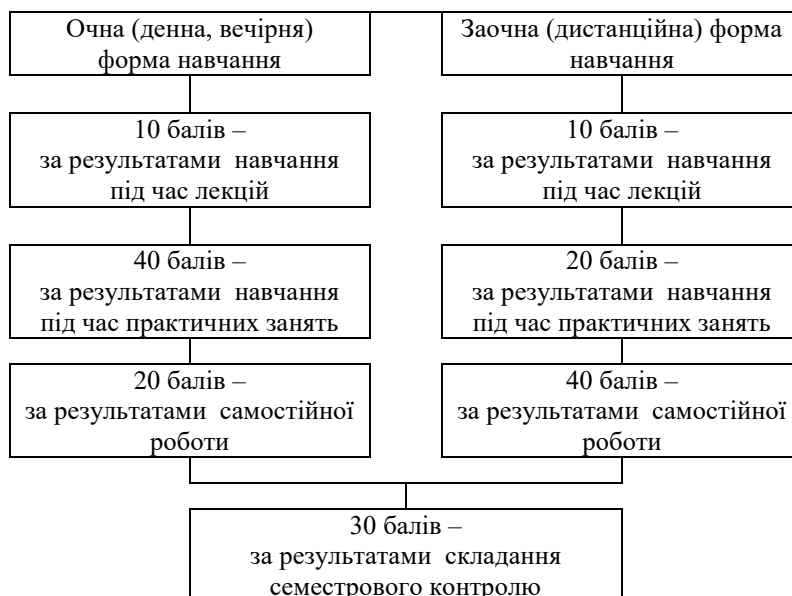 Очна (денна, вечірня)
форма навчання
Заочна (дистанційна) форма
навчання
10 балів –
за результатами навчання
під час лекцій
10 балів –
за результатами навчання
під час лекцій
40 балів –
за результатами навчання
під час практичних занять
20 балів –
за результатами навчання
під час практичних занять
20 балів –
за результатами самостійної
роботи
40 балів –
за результатами самостійної
роботи
30 балів –
за результатами складання
семестрового контролю